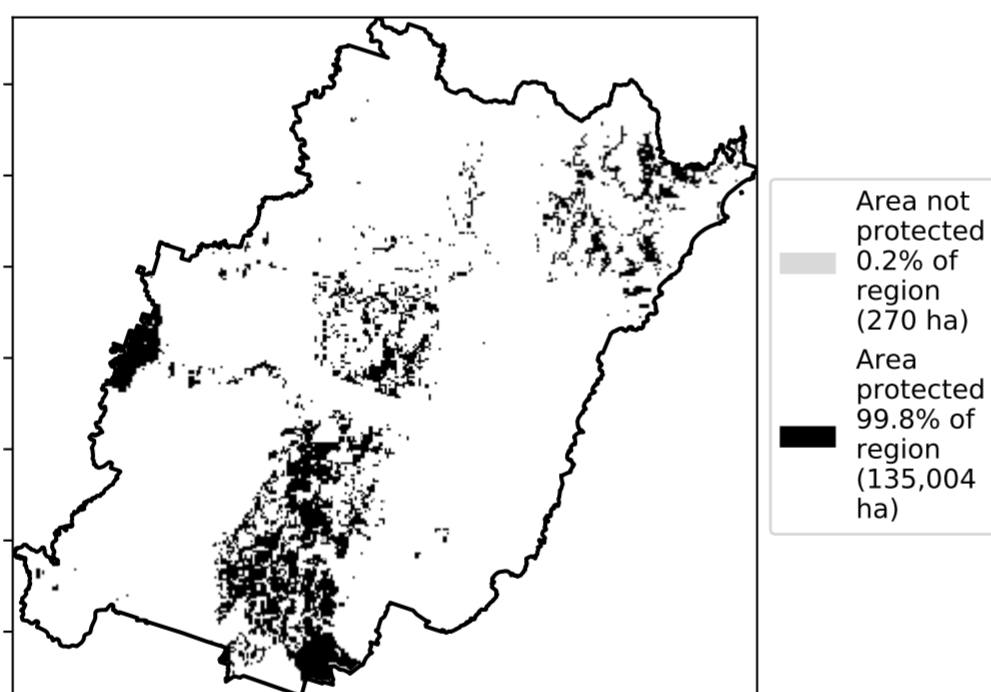 Area not
protected
0.2% of
region
(270 ha)
Area
protected
99.8% of
region
(135,004
ha)